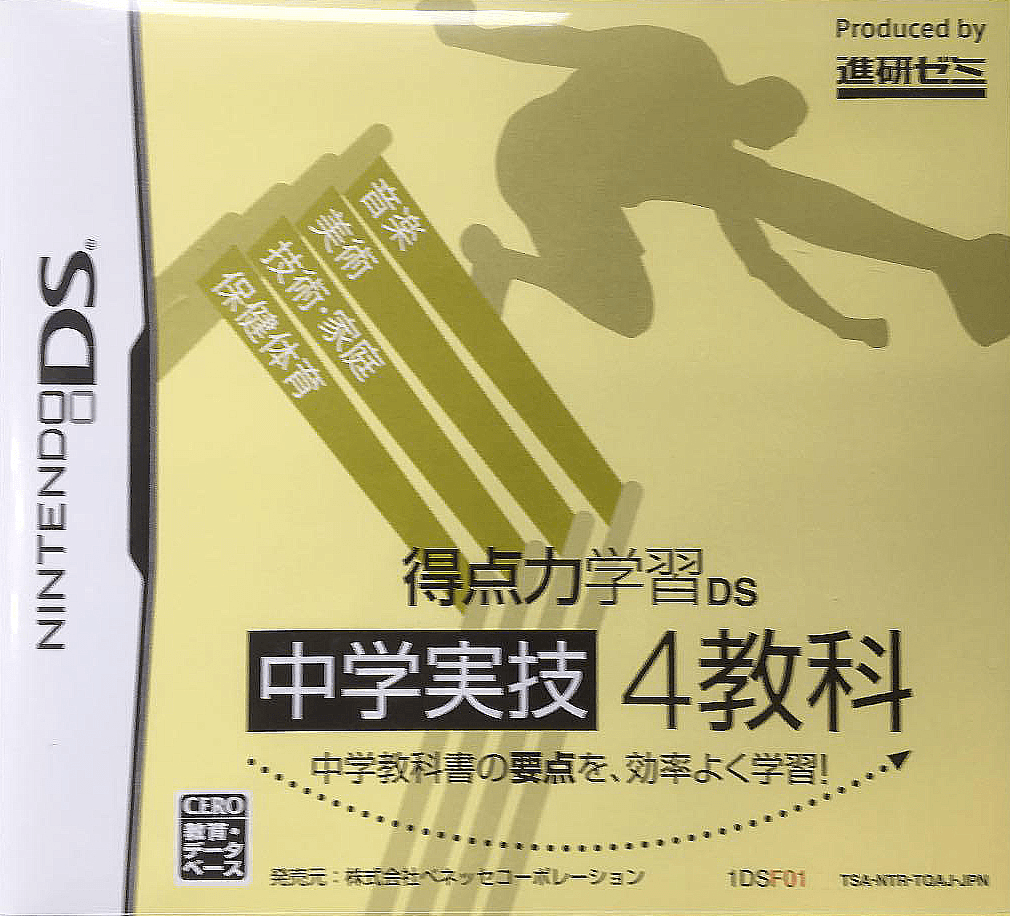 Produced by
進研ゼミ
音楽
美術
技術・家庭
保健体育
NINTENDO DS®
得点力学習DS
中学実技 4教科
中学教科書の要点を、効率よく学習!
CERO
教育・
データ
ベース
発売元：株式会社ベネッセコーポレーション
1DSF01
TSA-NTR-TQAJ-JPN